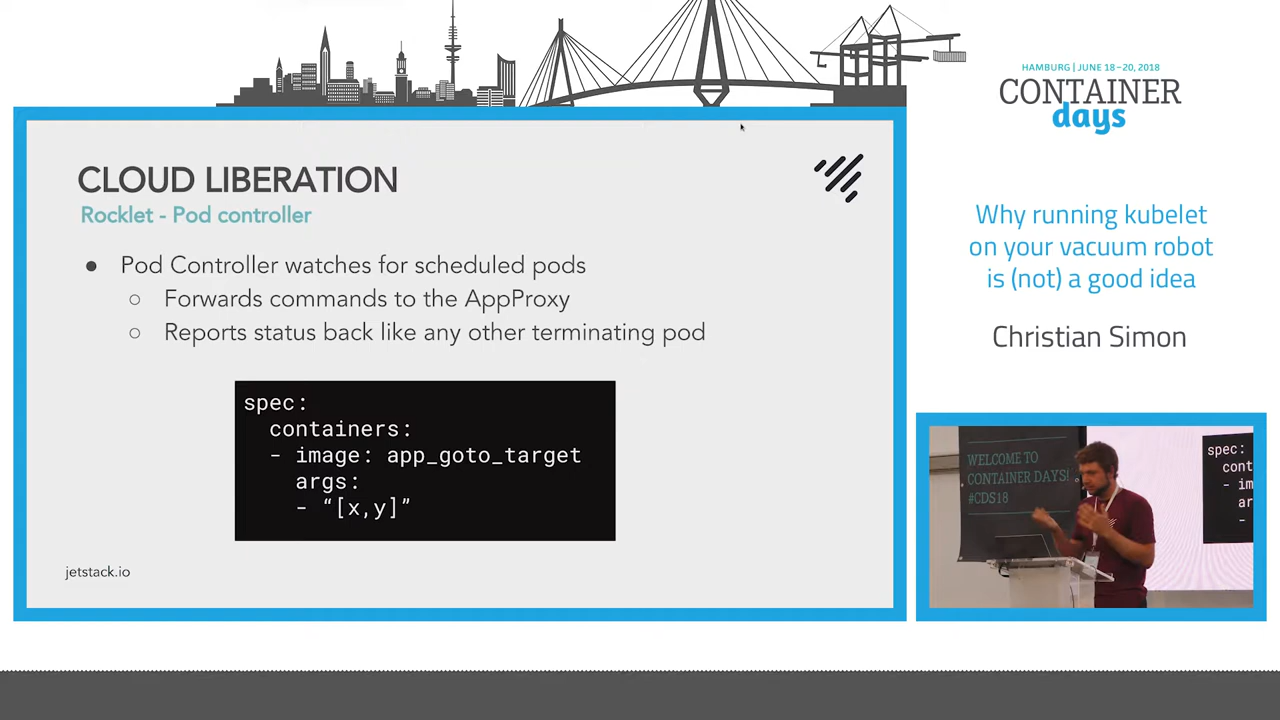 HAMBURG | JUNE 18–20, 2018
CONTAINER
days
CLOUD LIBERATION
Rocklet - Pod controller
● Pod Controller watches for scheduled pods
○ Forwards commands to the AppProxy
○ Reports status back like any other terminating pod
spec:
containers:
- image: app_goto_target
args:
- “[x,y]”
jetstack.io
Why running kubelet
on your vacuum robot
is (not) a good idea
Christian Simon
WELCOME TO
CONTAINER DAYS!
#CDS18
spec:
cont
- im
ar
-